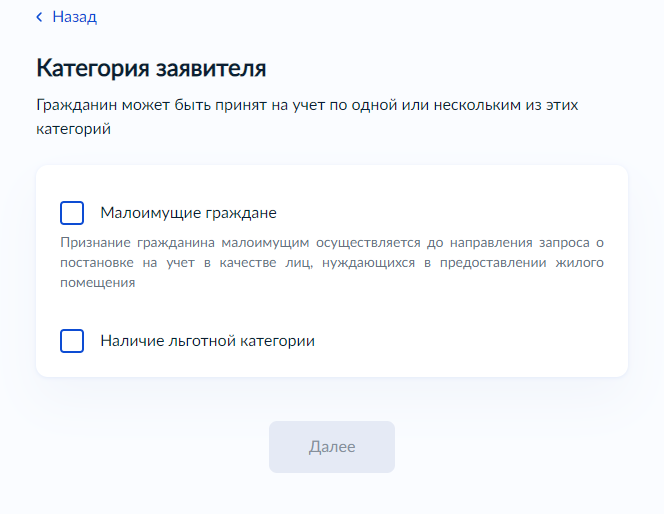 Назад
Категория заявителя
Гражданин может быть принят на учет по одной или нескольким из этих
категорий
Малоимущие граждане
Признание гражданина малоимущим осуществляется до направления запроса о
постановке на учет в качестве лиц, нуждающихся в предоставлении жилого
помещения
Наличие льготной категории
Далее